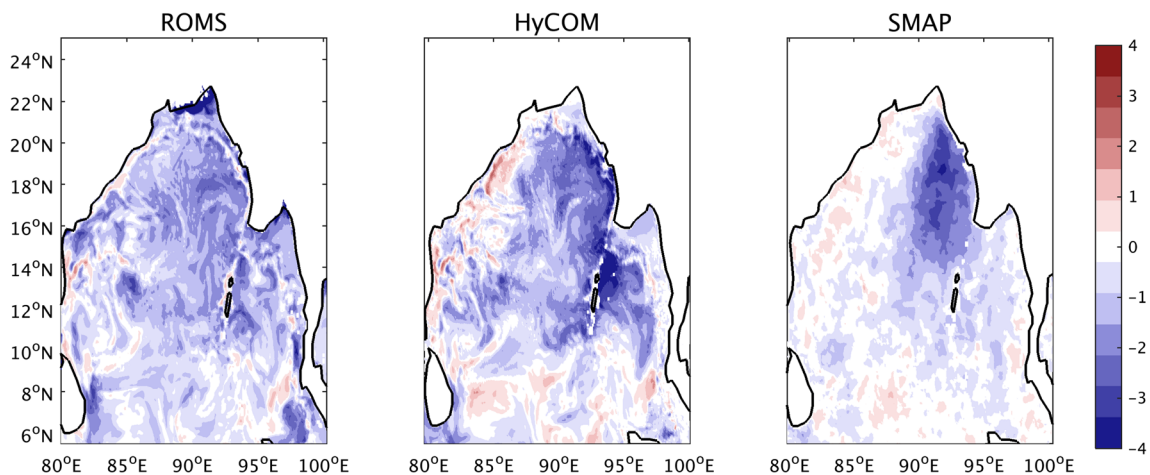 ROMS HyCOM SMAP
24°N
22°N
20°N
18°N
16°N
14°N
12°N
10°N
8°N
6°N
80°E 85°E 90°E 95°E 100°E 80°E 85°E 90°E 95°E 100°E 80°E 85°E 90°E 95°E 100°E
4
3
2
1
0
−1
−2
−3
−4